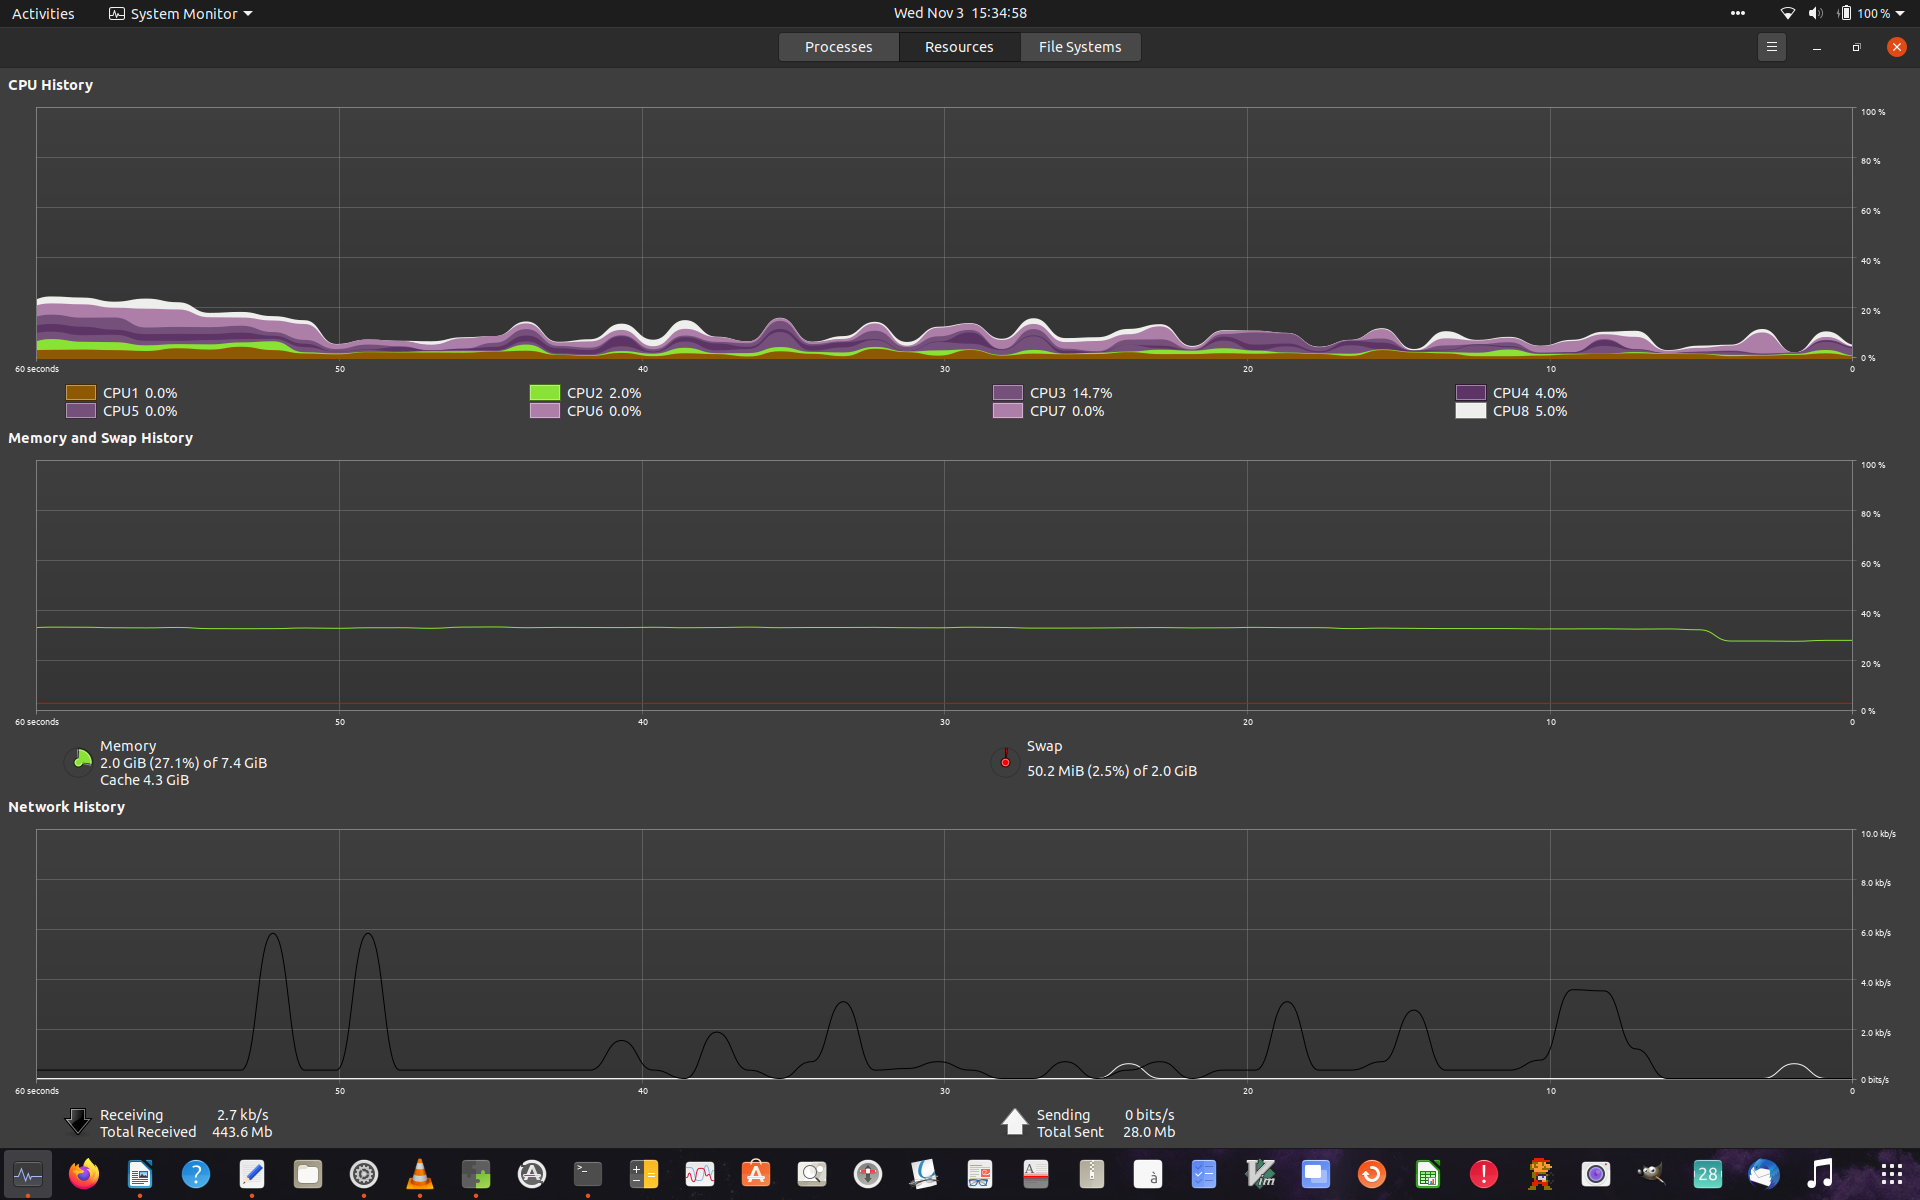 Activities System Monitor Wed Nov 3 15:34:58 100 %
Processes Resources File Systems
CPU History
100 %
80 %
60 %
40 %
20 %
0 %
60 seconds 50 40 30 20 10 0
CPU1 0.0% CPU2 2.0% CPU3 14.7% CPU4 4.0%
CPU5 0.0% CPU6 0.0% CPU7 0.0% CPU8 5.0%
Memory and Swap History
100 %
80 %
60 %
40 %
20 %
0 %
60 seconds 50 40 30 20 10 0
Memory
2.0 GiB (27.1%) of 7.4 GiB
Cache 4.3 GiB
Swap
50.2 MiB (2.5%) of 2.0 GiB
Network History
10.0 kb/s
8.0 kb/s
6.0 kb/s
4.0 kb/s
2.0 kb/s
0 bits/s
60 seconds 50 40 30 20 10 0
Receiving 2.7 kb/s
Total Received 443.6 Mb
Sending 0 bits/s
Total Sent 28.0 Mb
? >_ A à Vim ! 28